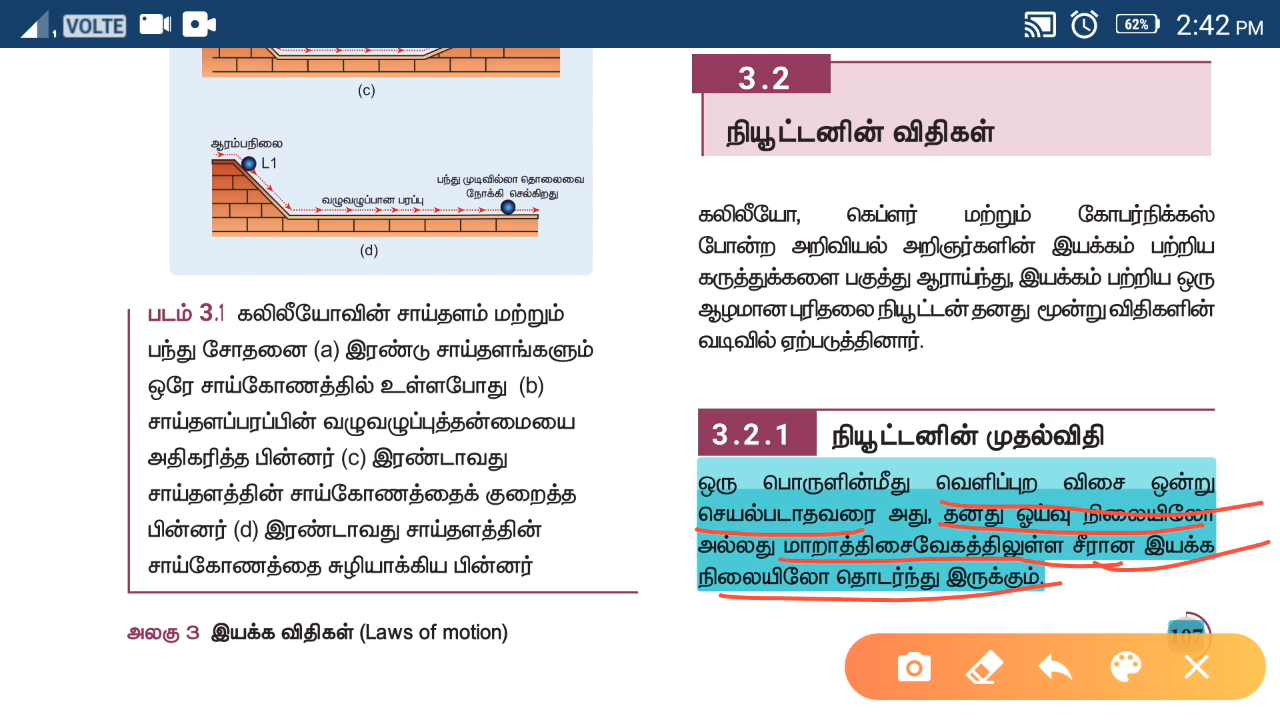 VOLTE
62%
2:42 PM
(c)
ஆரம்பநிலை
L1
வழுவழுப்பான பரப்பு
பந்து முடிவில்லா தொலைவை
நோக்கி செல்கிறது
(d)
படம் 3.1 கலிலீயோவின் சாய்தளம் மற்றும்
பந்து சோதனை (a) இரண்டு சாய்தளங்களும்
ஒரே சாய்கோணத்தில் உள்ளபோது (b)
சாய்தளப்பரப்பின் வழுவழுப்புத்தன்மையை
அதிகரித்த பின்னர் (c) இரண்டாவது
சாய்தளத்தின் சாய்கோணத்தைக் குறைத்த
பின்னர் (d) இரண்டாவது சாய்தளத்தின்
சாய்கோணத்தை சுழியாக்கிய பின்னர்
அலகு 3 இயக்க விதிகள் (Laws of motion)
3.2
நியூட்டனின் விதிகள்
கலிலீயோ, கெப்ளர் மற்றும் கோபர்நிக்கஸ்
போன்ற அறிவியல் அறிஞர்களின் இயக்கம் பற்றிய
கருத்துக்களை பகுத்து ஆராய்ந்து, இயக்கம் பற்றிய ஒரு
ஆழமான புரிதலை நியூட்டன் தனது மூன்று விதிகளின்
வடிவில் ஏற்படுத்தினார்.
3.2.1 நியூட்டனின் முதல்விதி
ஒரு பொருளின்மீது வெளிப்புற விசை ஒன்று
செயல்படாதவரை அது, தனது ஓய்வு நிலையிலோ
அல்லது மாறாத்திசைவேகத்திலுள்ள சீரான இயக்க
நிலையிலோ தொடர்ந்து இருக்கும்.
107